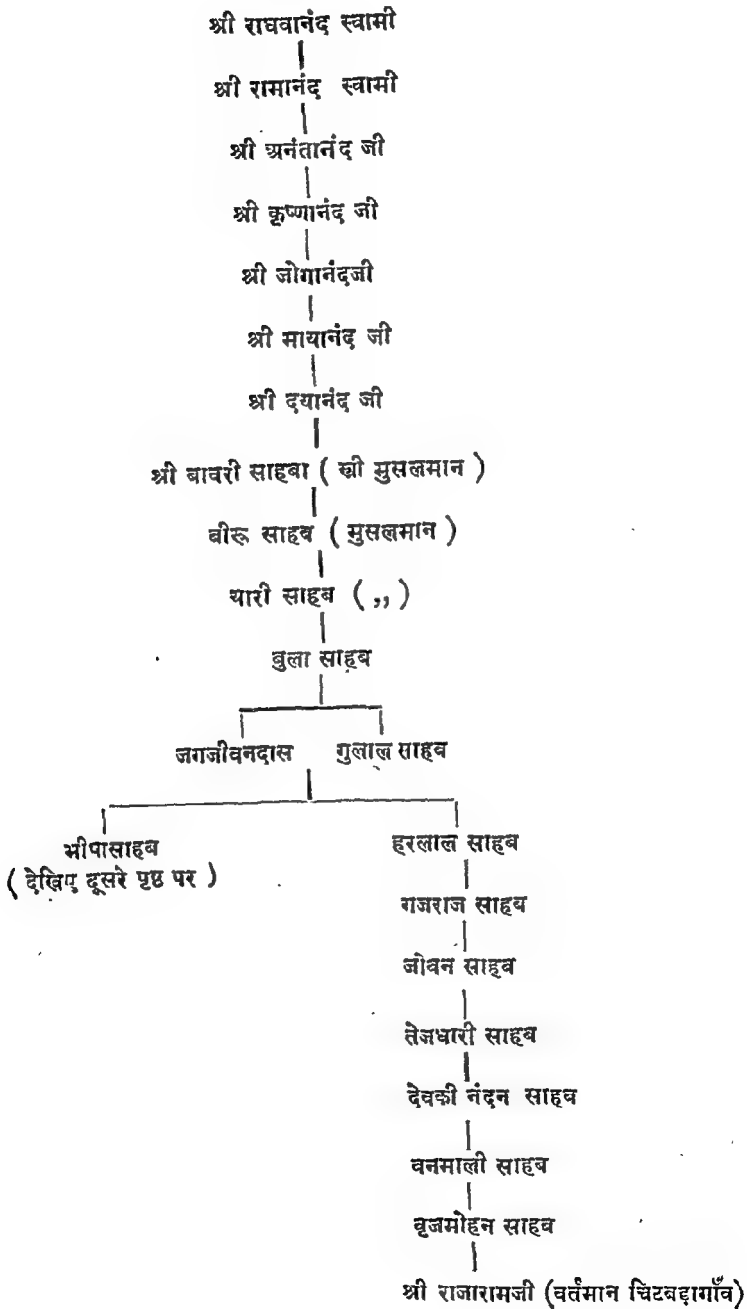 श्री राघवानंद स्वामी
श्री रामानंद स्वामी
श्री अनंतानंद जी
श्री कृष्णानंद जी
श्री जोगानंदजी
श्री मायानंद जी
श्री दयानंद जी
श्री बावरी साहबा ( स्त्री मुसलमान )
बीरू साहब ( मुसलमान )
यारी साहब ( ,, )
बुला साहब
जगजीवनदास गुलाल साहब
भीषासाहब हरलाल साहब
( देखिए दूसरे पृष्ठ पर )
गजराज साहब
जीवन साहब
तेजधारी साहब
देवकी नंदन साहब
वनमाली साहब
वृजमोहन साहब
श्री राजारामजी (वर्तमान चिटबड़ागाँव)